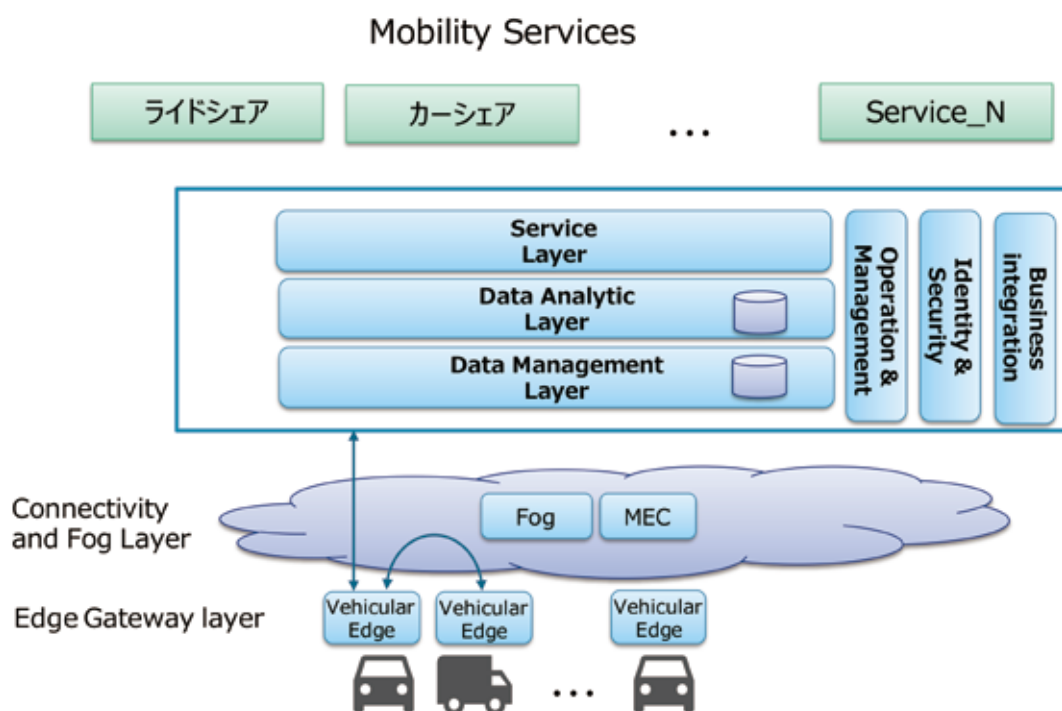 Mobility Services
ライドシェア
カーシェア
...
Service_N
Service
Layer
Data Analytic
Layer
Data Management
Layer
Operation &
Management
Identity &
Security
Business
integration
Connectivity
and Fog Layer
Fog
MEC
Edge Gateway layer
Vehicular
Edge
Vehicular
Edge
Vehicular
Edge
...